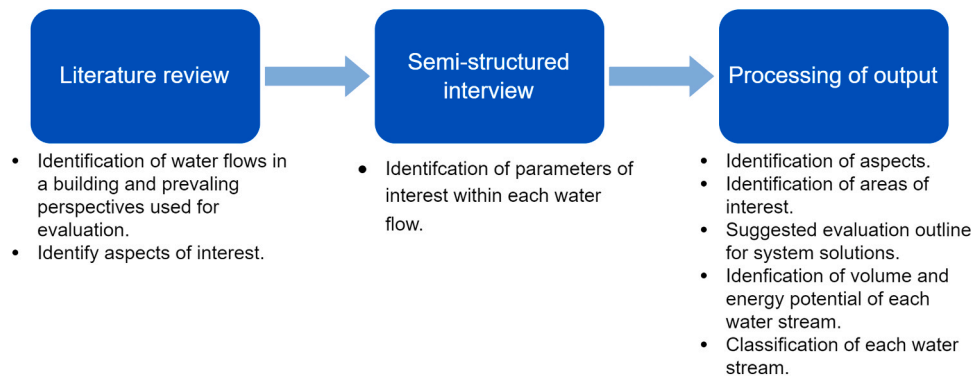 Literature review
• Identification of water flows in
a building and prevaling
perspectives used for
evaluation.
• Identify aspects of interest.
Semi-structured
interview
• Identifcation of parameters of
interest within each water
flow.
Processing of output
• Identification of aspects.
• Identification of areas of
interest.
• Suggested evaluation outline
for system solutions.
• Idenfication of volume and
energy potential of each
water stream.
• Classification of each water
stream.